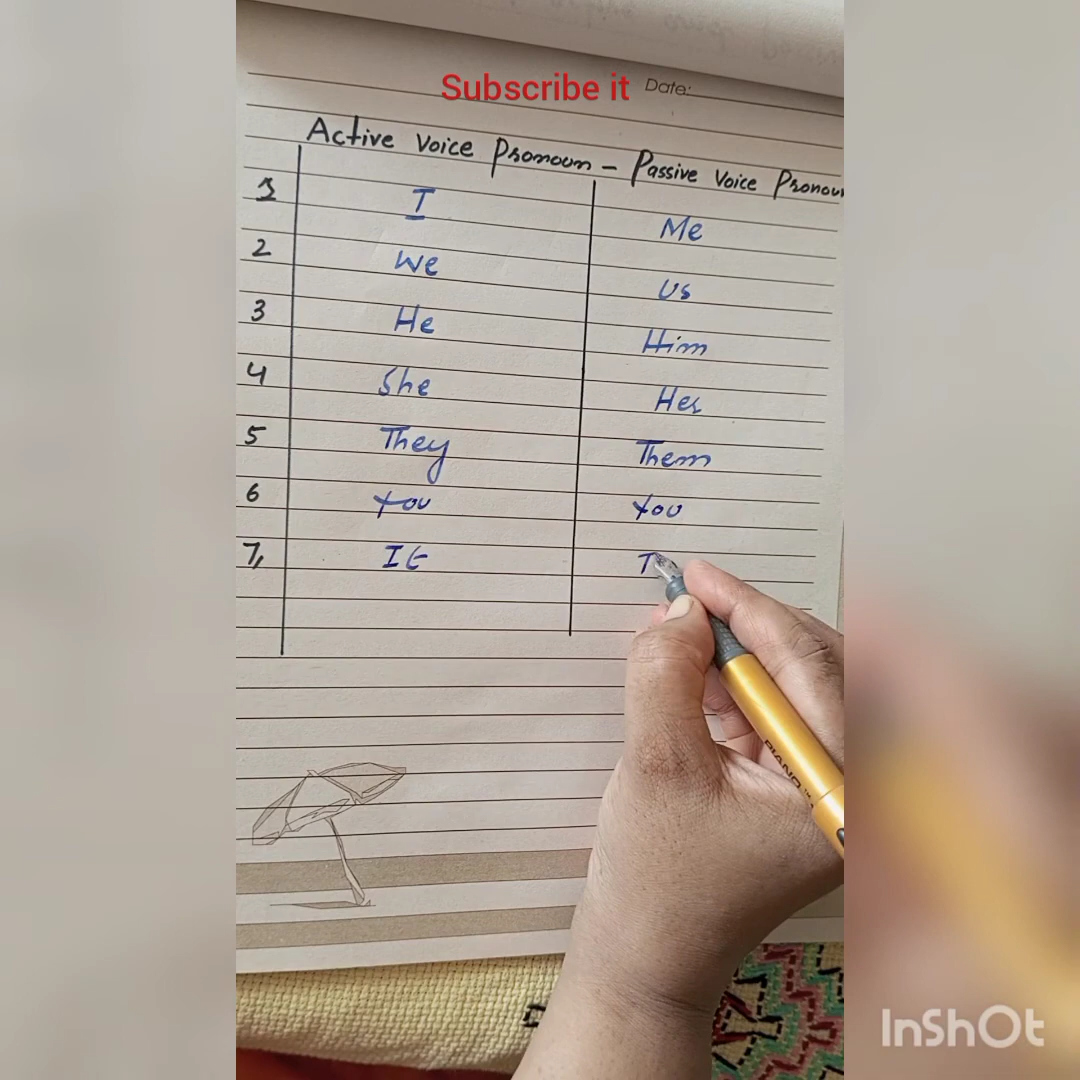 Subscribe it
Date:
Active Voice Pronoun – Passive Voice Pronoun
1 I Me
2 We Us
3 He Him
4 She Her
5 They Them
6 You You
7, It I
PIANO™
InShOt